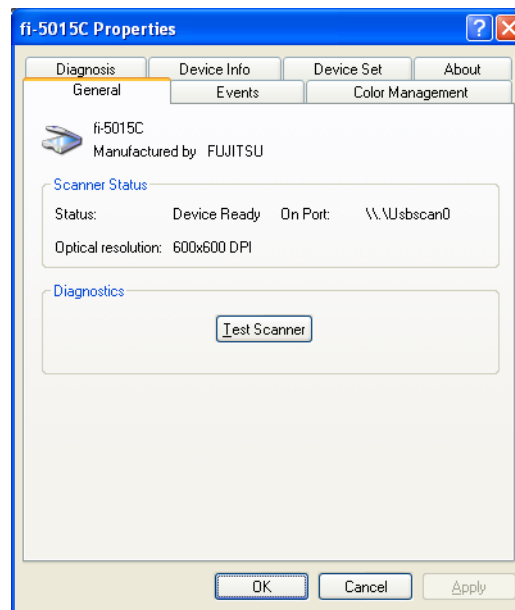 fi-5015C Properties
Diagnosis Device Info Device Set About
General Events Color Management
fi-5015C
Manufactured by FUJITSU
Scanner Status
Status: Device Ready On Port: \\.\Usbscan0
Optical resolution: 600x600 DPI
Diagnostics
Test Scanner
OK Cancel Apply